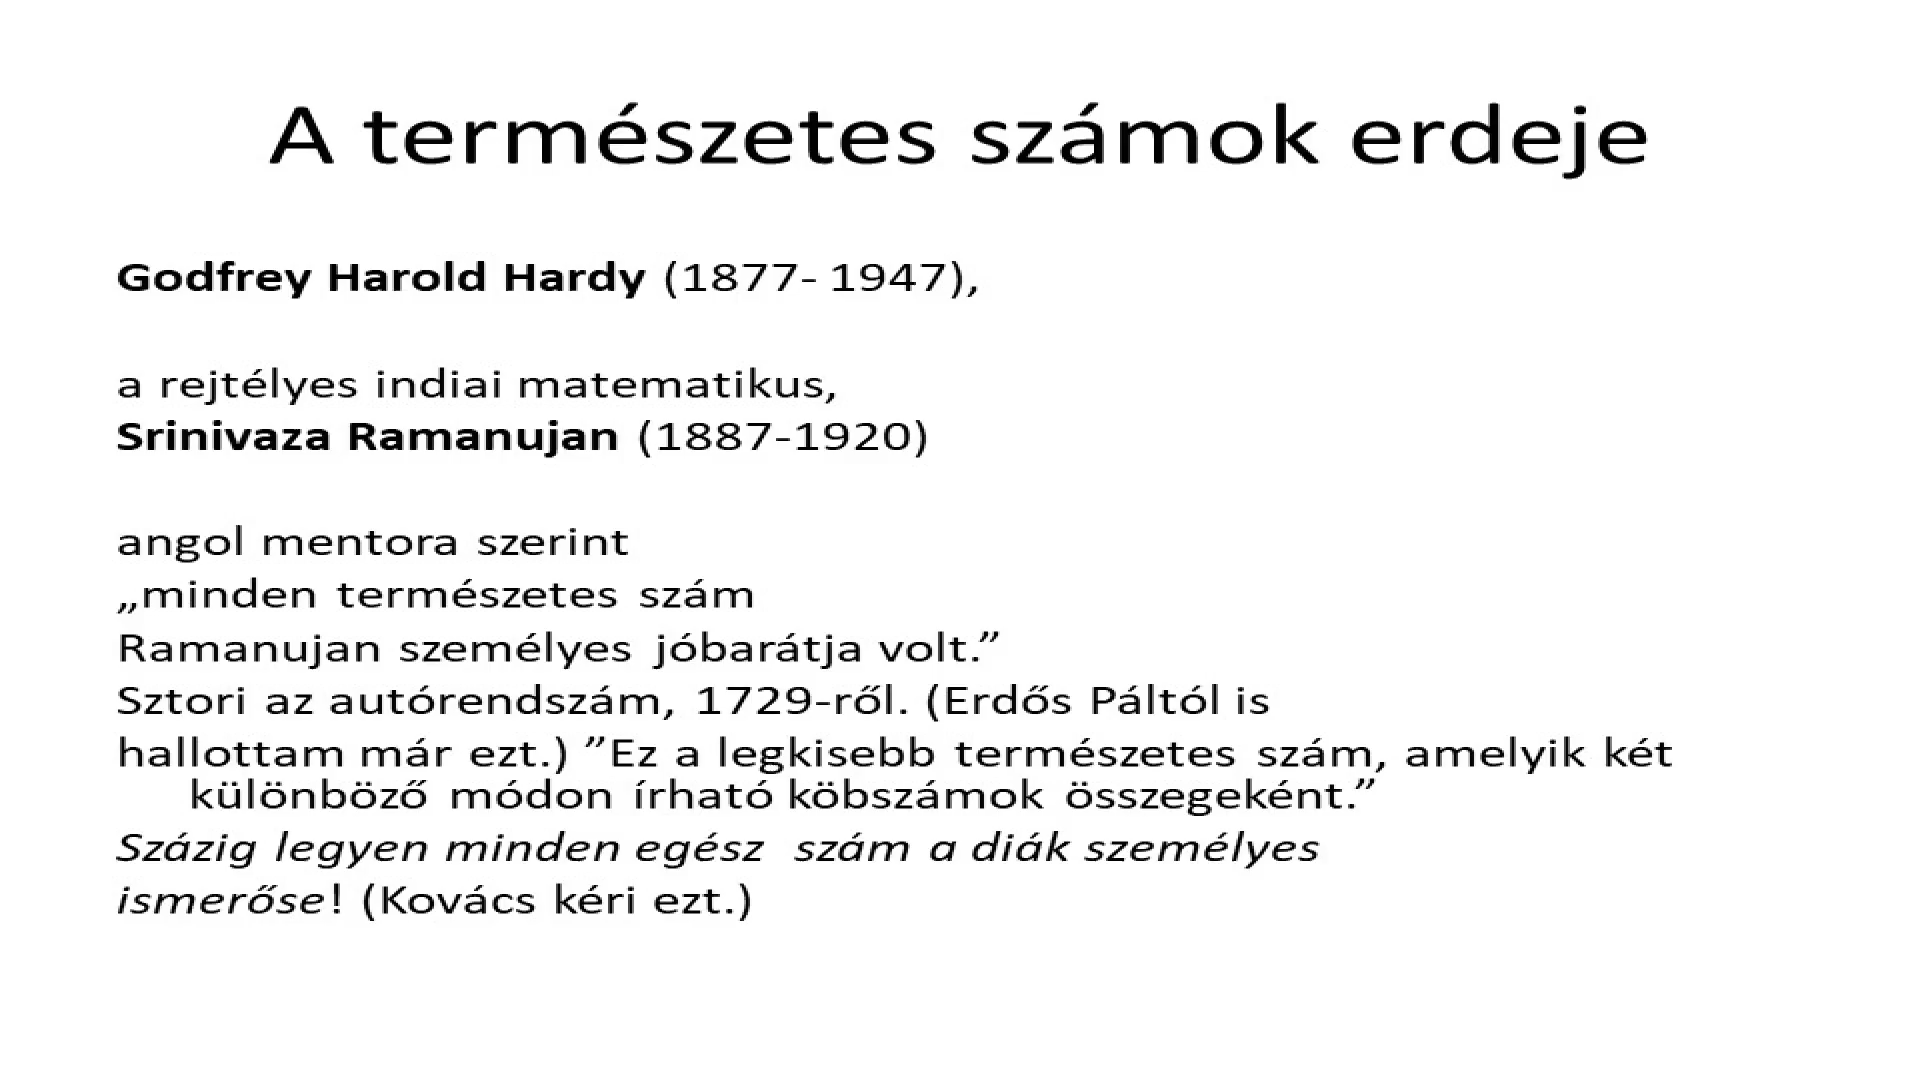 A természetes számok erdeje
Godfrey Harold Hardy (1877- 1947),
a rejtélyes indiai matematikus,
Srinivaza Ramanujan (1887-1920)
angol mentora szerint
„minden természetes szám
Ramanujan személyes jóbarátja volt.”
Sztori az autórendszám, 1729-ről. (Erdős Páltól is
hallottam már ezt.) ”Ez a legkisebb természetes szám, amelyik két
különböző módon írható köbszámok összegeként.”
Százig legyen minden egész szám a diák személyes
ismerőse! (Kovács kéri ezt.)